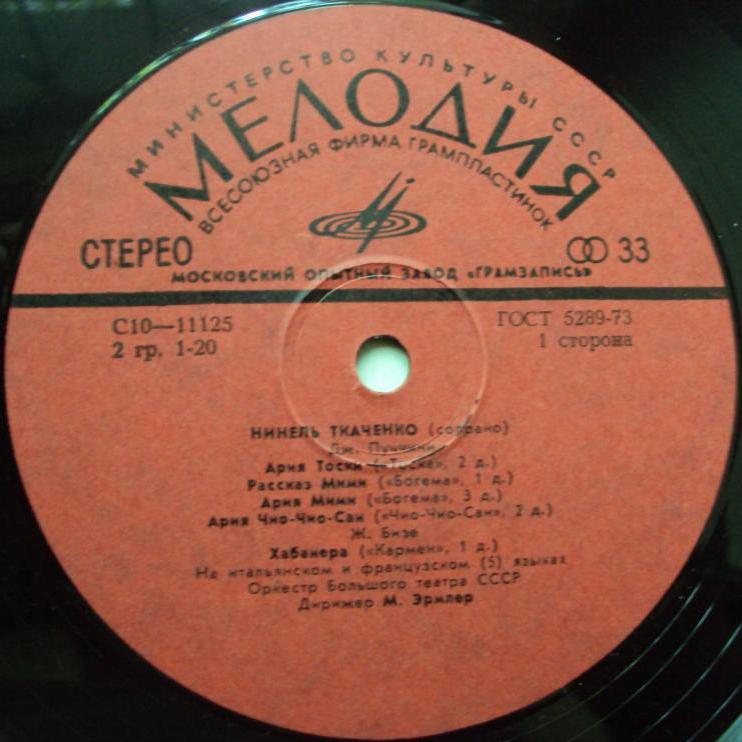 МИНИСТЕРСТВО КУЛЬТУРЫ СССР
МЕЛОДИЯ
ВСЕСОЮЗНАЯ ФИРМА ГРАМПЛАСТИНОК
СТЕРЕО
33
МОСКОВСКИЙ ОПЫТНЫЙ ЗАВОД «ГРАМЗАПИСЬ»
С10—11125
ГОСТ 5289-73
2 гр. 1-20
1 сторона
НИНЕЛЬ ТКАЧЕНКО (сопрано)
Дж. Пуччини
Ария Тоски («Тоска», 2 д.)
Рассказ Мими («Богема», 1 д.)
Ария Мими («Богема», 3 д.)
Ария Чио-Чио-Сан («Чио-Чио-Сан», 2 д.)
Ж. Бизе
Хабанера («Кармен», 1 д.)
На итальянском и французском (5) языках
Оркестр Большого театра СССР
Дирижер М. Эрмлер